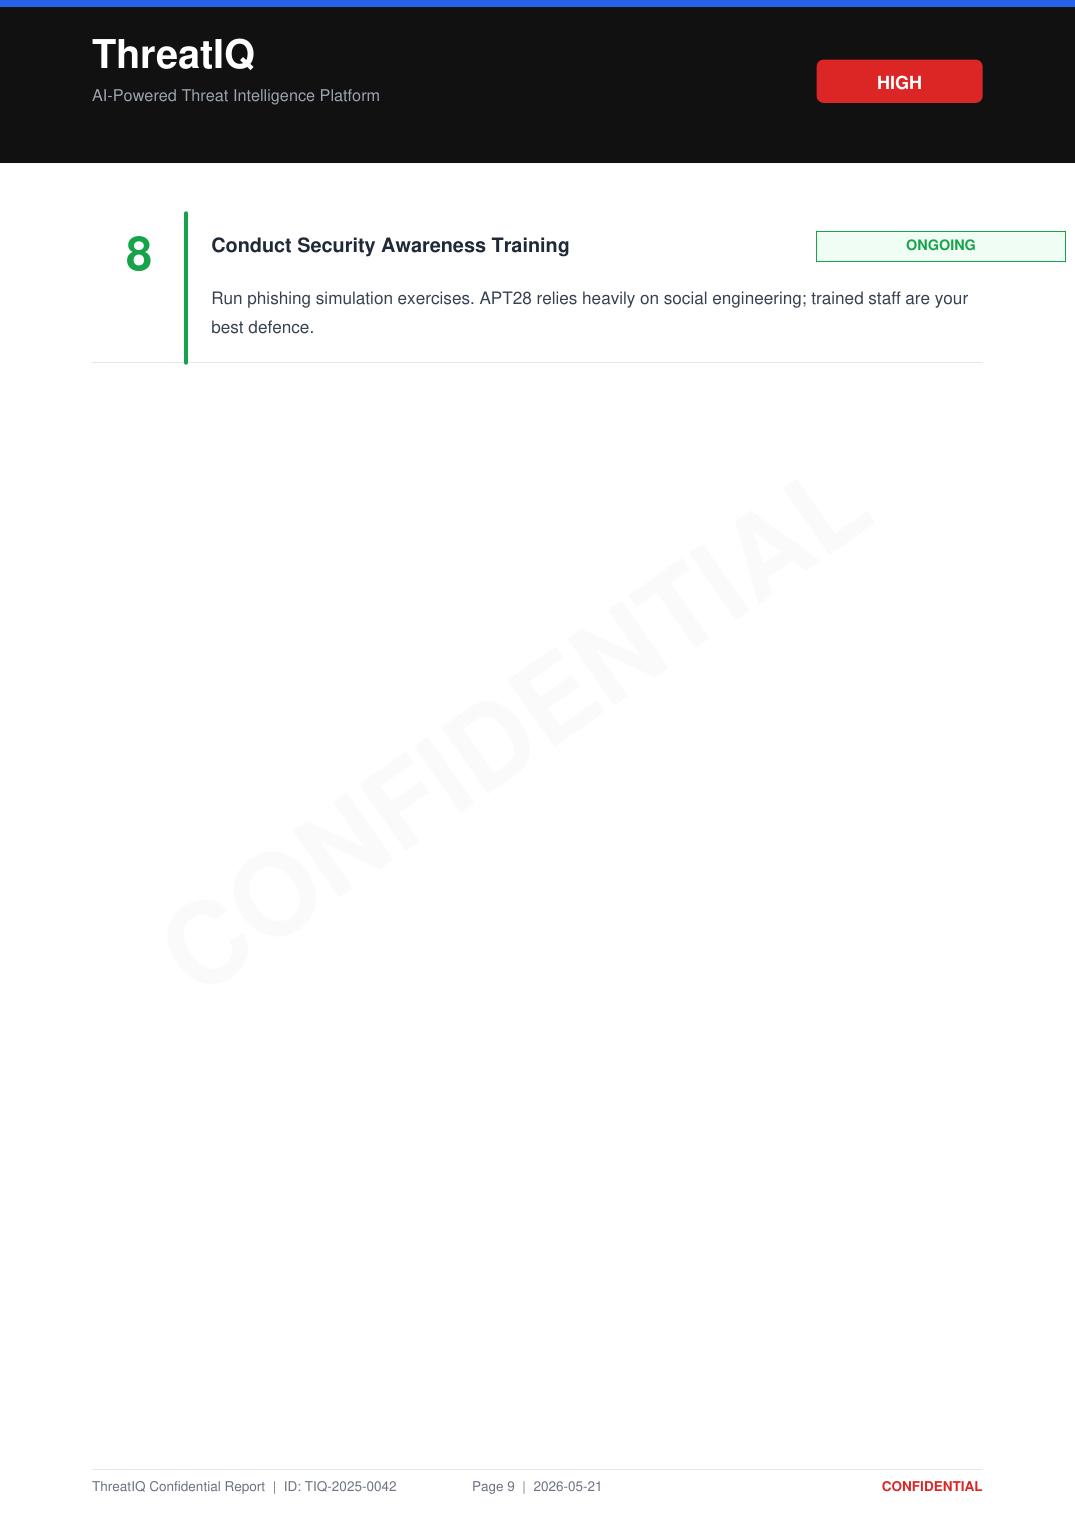 ThreatIQ
AI-Powered Threat Intelligence Platform
HIGH
8
Conduct Security Awareness Training
ONGOING
Run phishing simulation exercises. APT28 relies heavily on social engineering; trained staff are your
best defence.
CONFIDENTIAL
ThreatIQ Confidential Report | ID: TIQ-2025-0042
Page 9 | 2026-05-21
CONFIDENTIAL